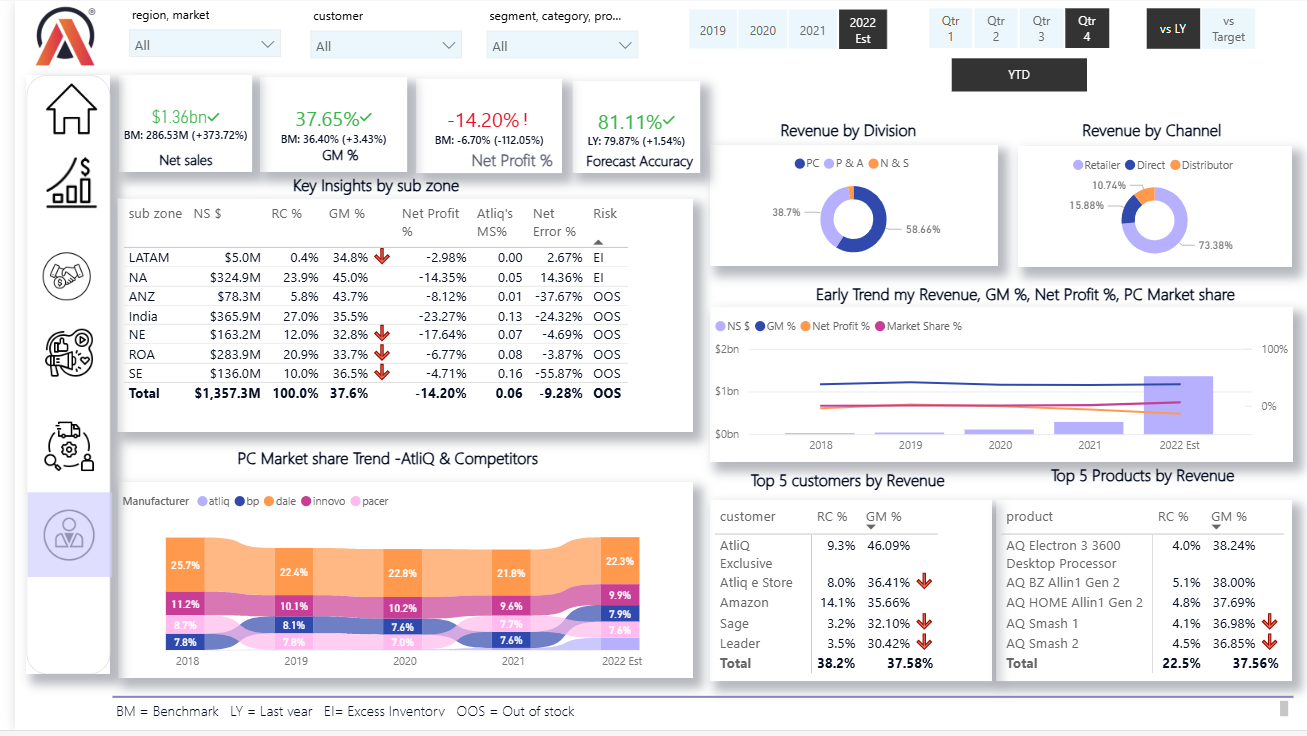 ®
region, market
customer
segment, category, pro...
All
All
All
2019
2020
2021
2022
Est
Qtr
1
Qtr
2
Qtr
3
Qtr
4
vs LY
vs
Target
YTD
$1.36bn✓
BM: 286.53M (+373.72%)
Net sales
37.65%✓
BM: 36.40% (+3.43%)
GM %
-14.20%!
BM: -6.70% (-112.05%)
Net Profit %
81.11%✓
LY: 79.87% (+1.54%)
Forecast Accuracy
Key Insights by sub zone
sub zone NS $ RC % GM % Net Profit % Atliq's MS% Net Error % Risk
LATAM $5.0M 0.4% 34.8% -2.98% 0.00 2.67% EI
NA $324.9M 23.9% 45.0% -14.35% 0.05 14.36% EI
ANZ $78.3M 5.8% 43.7% -8.12% 0.01 -37.67% OOS
India $365.9M 27.0% 35.5% -23.27% 0.13 -24.32% OOS
NE $163.2M 12.0% 32.8% -17.64% 0.07 -4.69% OOS
ROA $283.9M 20.9% 33.7% -6.77% 0.08 -3.87% OOS
SE $136.0M 10.0% 36.5% -4.71% 0.16 -55.87% OOS
Total $1,357.3M 100.0% 37.6% -14.20% 0.06 -9.28% OOS
Revenue by Division
PC P & A N & S
38.7%
58.66%
Revenue by Channel
Retailer Direct Distributor
10.74%
15.88%
73.38%
Early Trend my Revenue, GM %, Net Profit %, PC Market share
NS $ GM % Net Profit % Market Share %
$2bn 100%
$1bn
0%
$0bn
2018 2019 2020 2021 2022 Est
PC Market share Trend -AtliQ & Competitors
Manufacturer atliq bp dale innovo pacer
25.7% 22.4% 22.8% 21.8% 22.3%
11.2% 10.1% 10.2% 9.6% 9.9%
8.7% 8.1% 7.6% 7.7% 7.9%
7.8% 7.8% 7.0% 7.6% 7.6%
2018 2019 2020 2021 2022 Est
Top 5 customers by Revenue
customer RC % GM %
AtliQ Exclusive 9.3% 46.09%
Atliq e Store 8.0% 36.41%
Amazon 14.1% 35.66%
Sage 3.2% 32.10%
Leader 3.5% 30.42%
Total 38.2% 37.58%
Top 5 Products by Revenue
product RC % GM %
AQ Electron 3 3600 Desktop Processor 4.0% 38.24%
AQ BZ Allin1 Gen 2 5.1% 38.00%
AQ HOME Allin1 Gen 2 4.8% 37.69%
AQ Smash 1 4.1% 36.98%
AQ Smash 2 4.5% 36.85%
Total 22.5% 37.56%
BM = Benchmark LY = Last year EI= Excess Inventory OOS = Out of stock